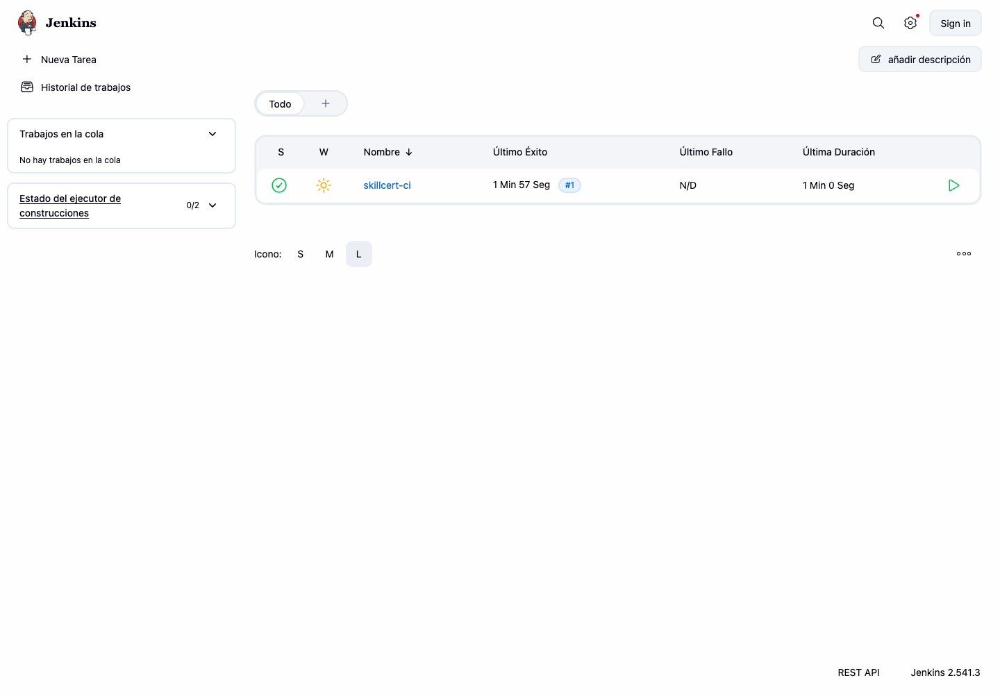 Jenkins
Sign in
Nueva Tarea
añadir descripción
Historial de trabajos
Todo
Trabajos en la cola
No hay trabajos en la cola
Estado del ejecutor de
construcciones
0/2
S W Nombre ↓ Último Éxito Último Fallo Última Duración
skillcert-ci 1 Min 57 Seg #1 N/D 1 Min 0 Seg
Icono: S M L
REST API Jenkins 2.541.3